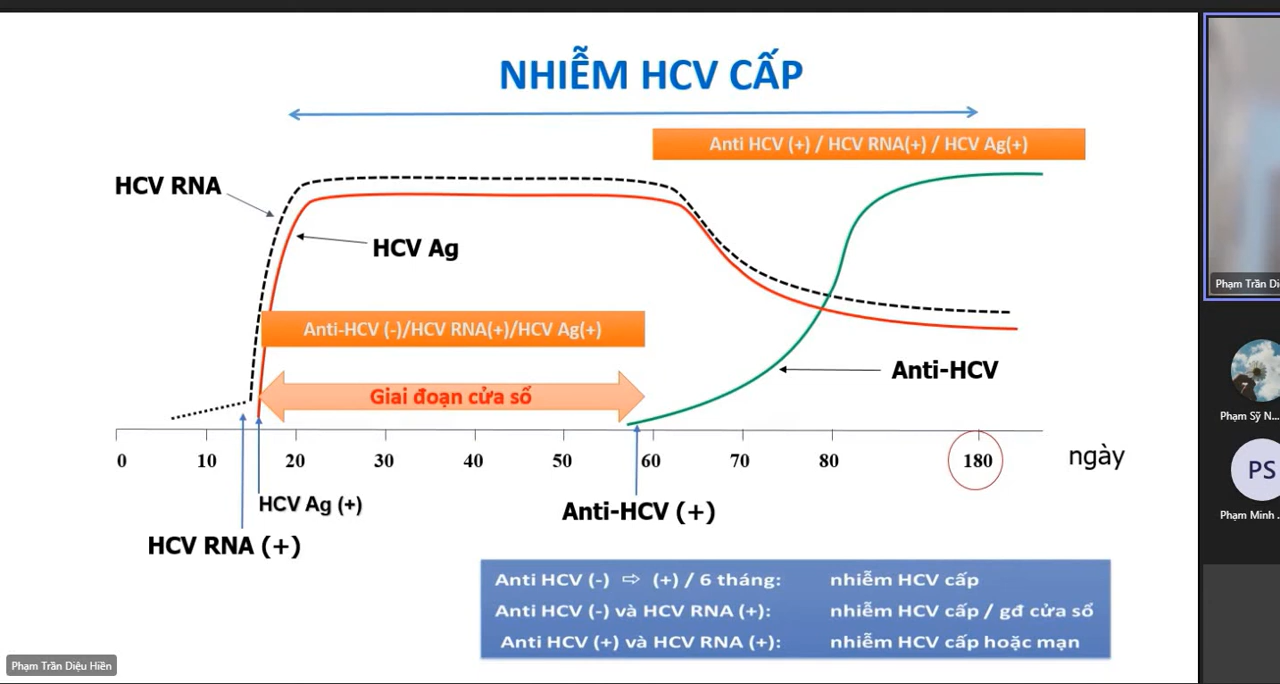 NHIỄM HCV CẤP
Anti HCV (+) / HCV RNA(+) / HCV Ag(+)
HCV RNA
HCV Ag
Anti-HCV (-)/HCV RNA(+)/HCV Ag(+)
Giai đoạn cửa sổ
Anti-HCV
0 10 20 30 40 50 60 70 80 180 ngày
HCV Ag (+)
Anti-HCV (+)
HCV RNA (+)
Anti HCV (-) ⇨ (+) / 6 tháng: nhiễm HCV cấp
Anti HCV (-) và HCV RNA (+): nhiễm HCV cấp / gđ cửa sổ
Anti HCV (+) và HCV RNA (+): nhiễm HCV cấp hoặc mạn
Phạm Trần Diệu Hiền
Phạm Trần Di
Phạm Sỹ N...
PS
Phạm Minh ...